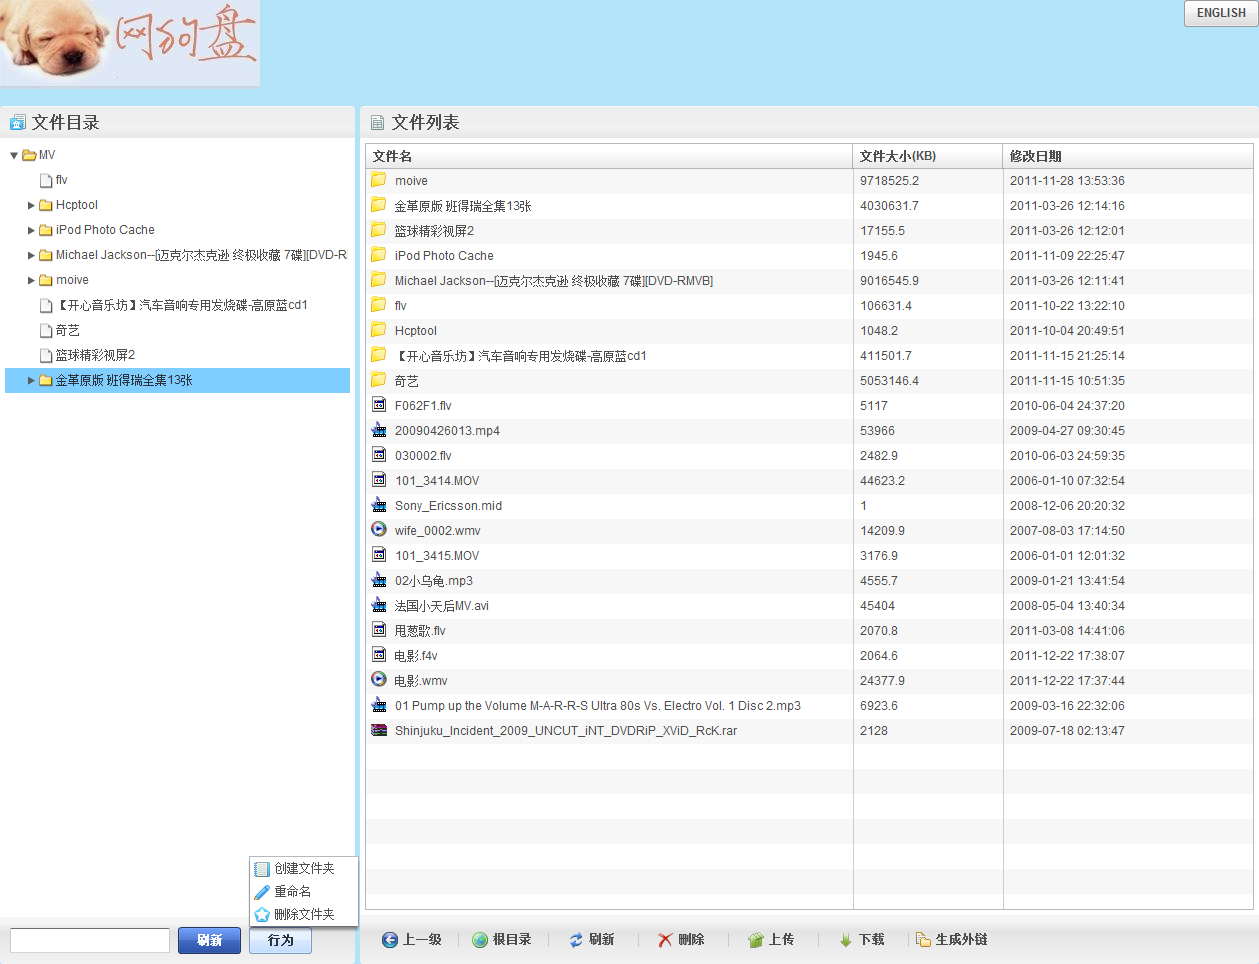 网狗盘
ENGLISH
文件目录
MV
flv
Hcptool
iPod Photo Cache
Michael Jackson--[迈克尔杰克逊 终极收藏 7碟][DVD-RI
moive
【开心音乐坊】汽车音响专用发烧碟-高原蓝cd1
奇艺
篮球精彩视屏2
金革原版 班得瑞全集13张
创建文件夹
重命名
删除文件夹
刷新 行为
文件列表
文件名 文件大小(KB) 修改日期
moive 9718525.2 2011-11-28 13:53:36
金革原版 班得瑞全集13张 4030631.7 2011-03-26 12:14:16
篮球精彩视屏2 17155.5 2011-03-26 12:12:01
iPod Photo Cache 1945.6 2011-11-09 22:25:47
Michael Jackson--[迈克尔杰克逊 终极收藏 7碟][DVD-RMVB] 9016545.9 2011-03-26 12:11:41
flv 106631.4 2011-10-22 13:22:10
Hcptool 1048.2 2011-10-04 20:49:51
【开心音乐坊】汽车音响专用发烧碟-高原蓝cd1 411501.7 2011-11-15 21:25:14
奇艺 5053146.4 2011-11-15 10:51:35
F062F1.flv 5117 2010-06-04 24:37:20
20090426013.mp4 53966 2009-04-27 09:30:45
030002.flv 2482.9 2010-06-03 24:59:35
101_3414.MOV 44623.2 2006-01-10 07:32:54
Sony_Ericsson.mid 1 2008-12-06 20:20:32
wife_0002.wmv 14209.9 2007-08-03 17:14:50
101_3415.MOV 3176.9 2006-01-01 12:01:32
02小乌龟.mp3 4555.7 2009-01-21 13:41:54
法国小天后MV.avi 45404 2008-05-04 13:40:34
甩葱歌.flv 2070.8 2011-03-08 14:41:06
电影.f4v 2064.6 2011-12-22 17:38:07
电影.wmv 24377.9 2011-12-22 17:37:44
01 Pump up the Volume M-A-R-R-S Ultra 80s Vs. Electro Vol. 1 Disc 2.mp3 6923.6 2009-03-16 22:32:06
Shinjuku_Incident_2009_UNCUT_iNT_DVDRiP_XViD_RcK.rar 2128 2009-07-18 02:13:47
上一级 根目录 刷新 删除 上传 下载 生成外链